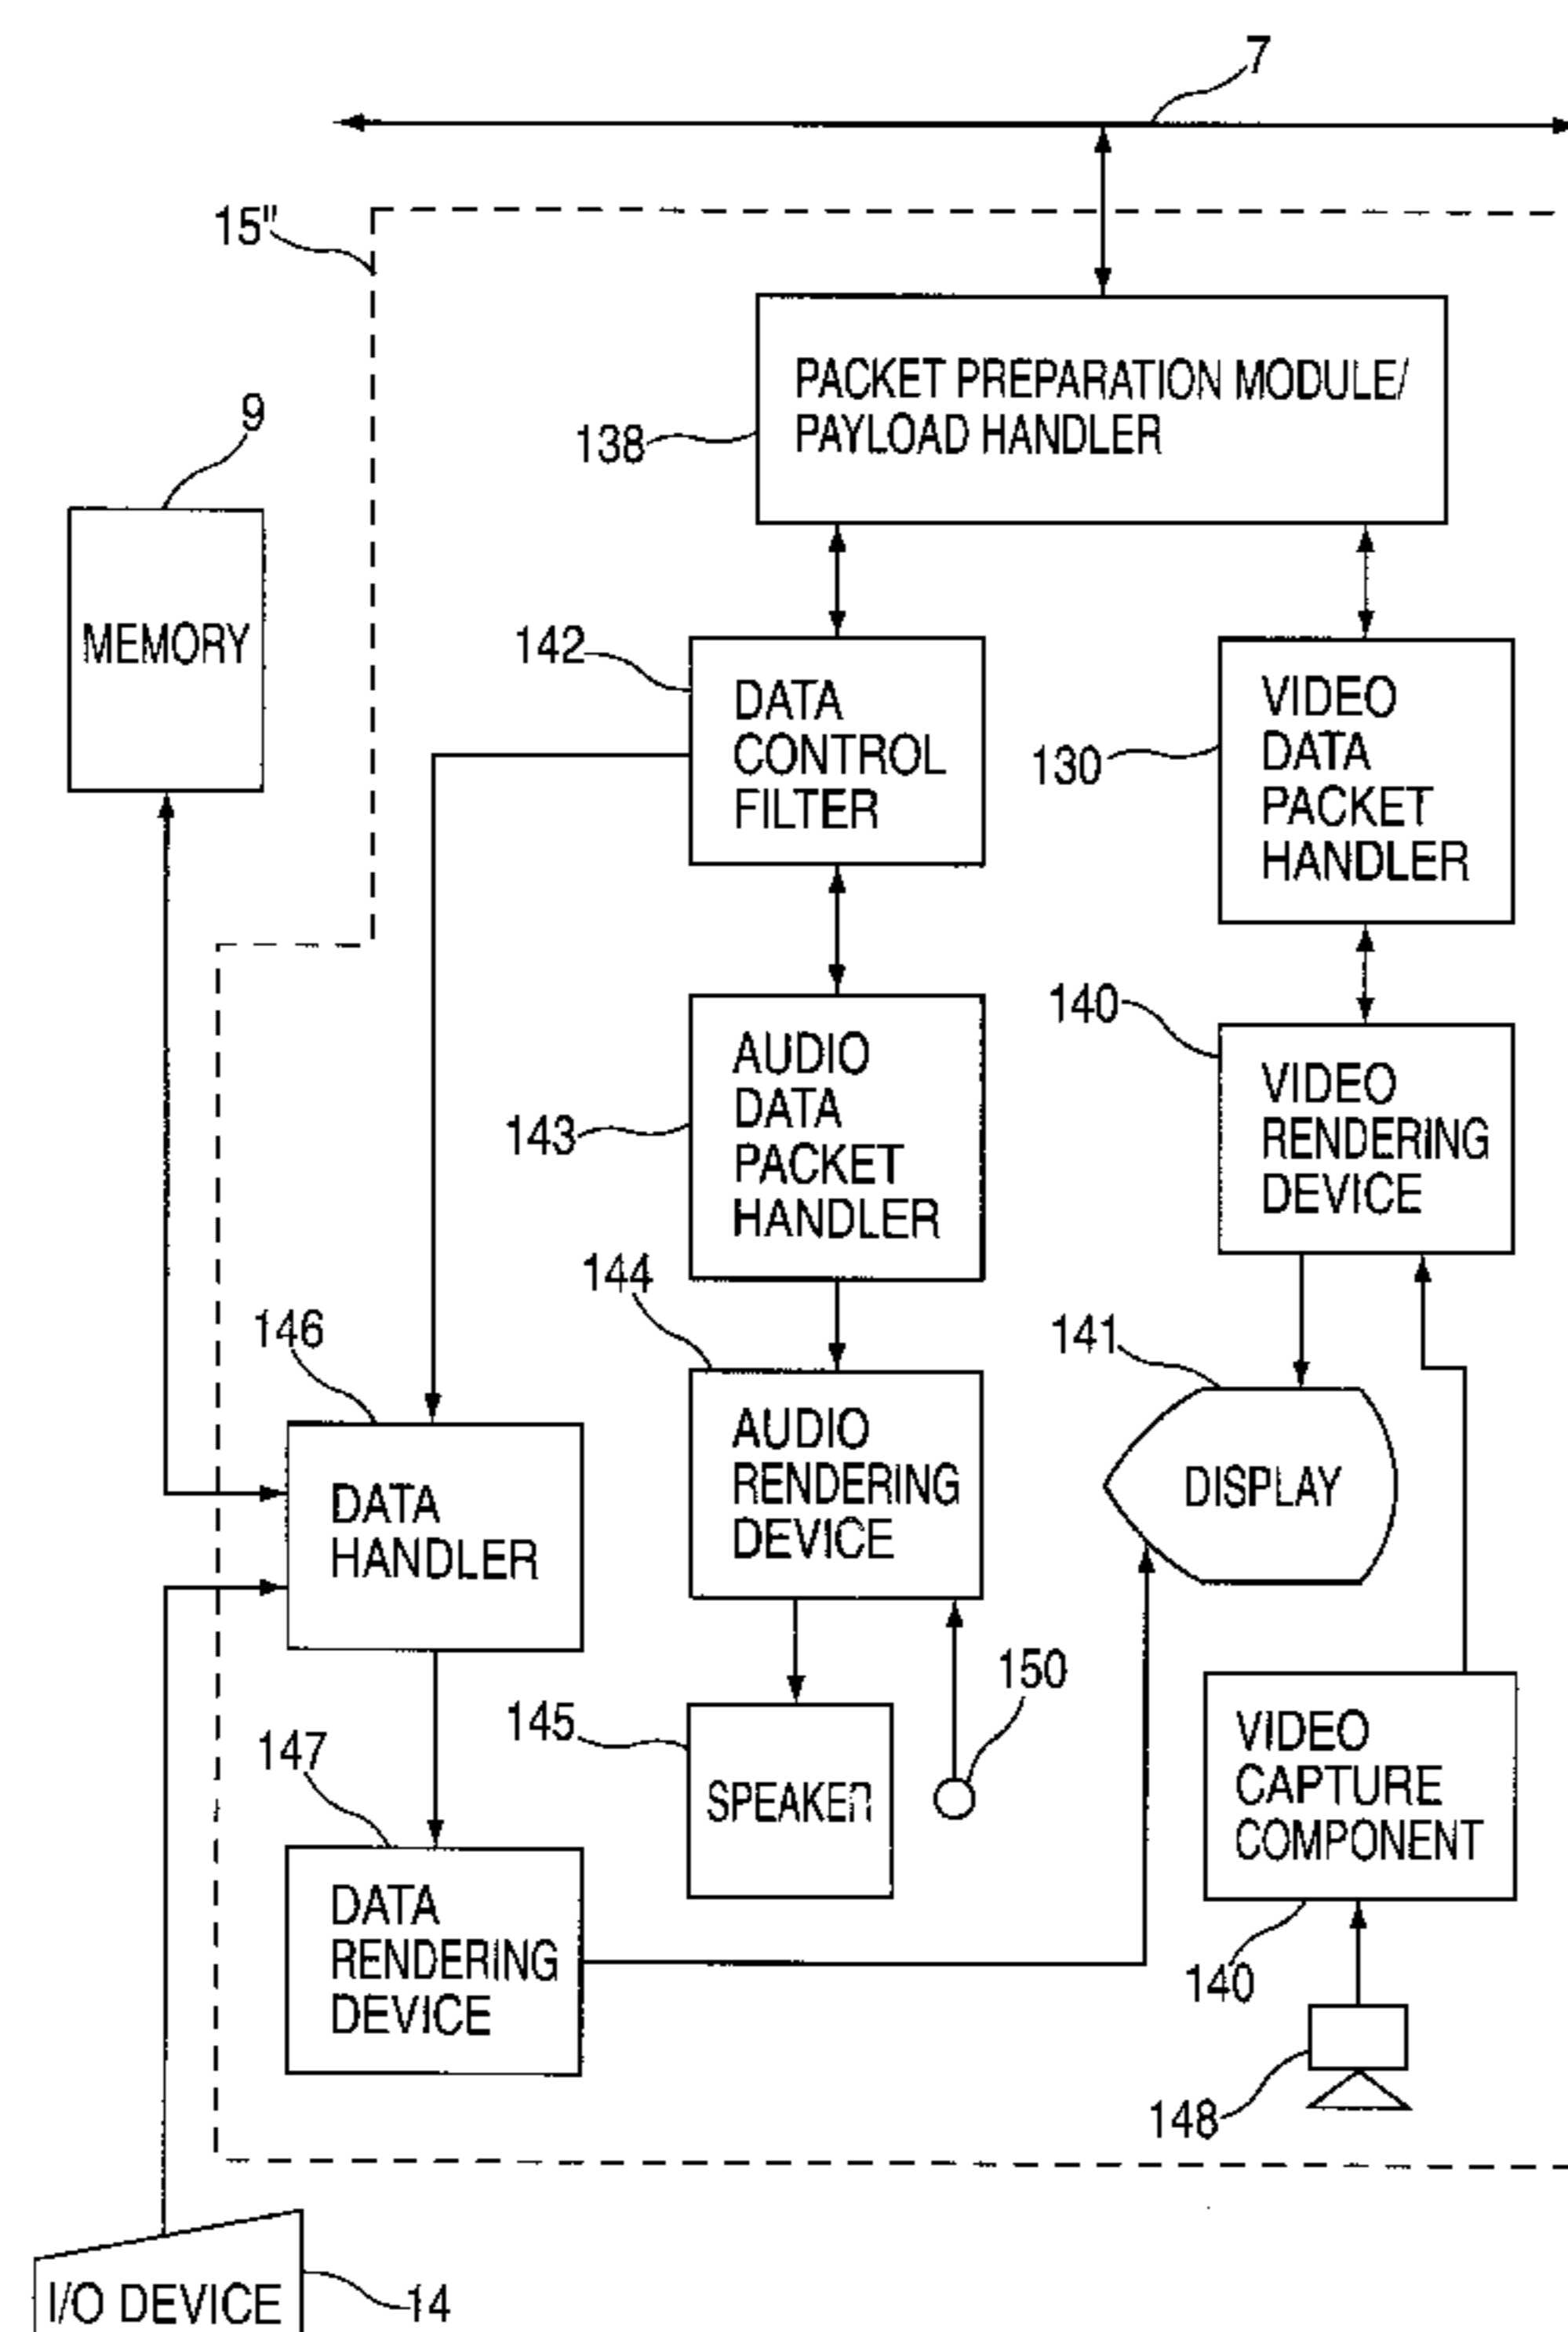 7
15"
PACKET PREPARATION MODULE/
PAYLOAD HANDLER
138
9
MEMORY
142
DATA
CONTROL
FILTER
130
VIDEO
DATA
PACKET
HANDLER
143
AUDIO
DATA
PACKET
HANDLER
140
VIDEO
RENDERING
DEVICE
146
DATA
HANDLER
144
AUDIO
RENDERING
DEVICE
141
DISPLAY
147
DATA
RENDERING
DEVICE
145
SPEAKER
150
VIDEO
CAPTURE
COMPONENT
140
148
I/O DEVICE
14